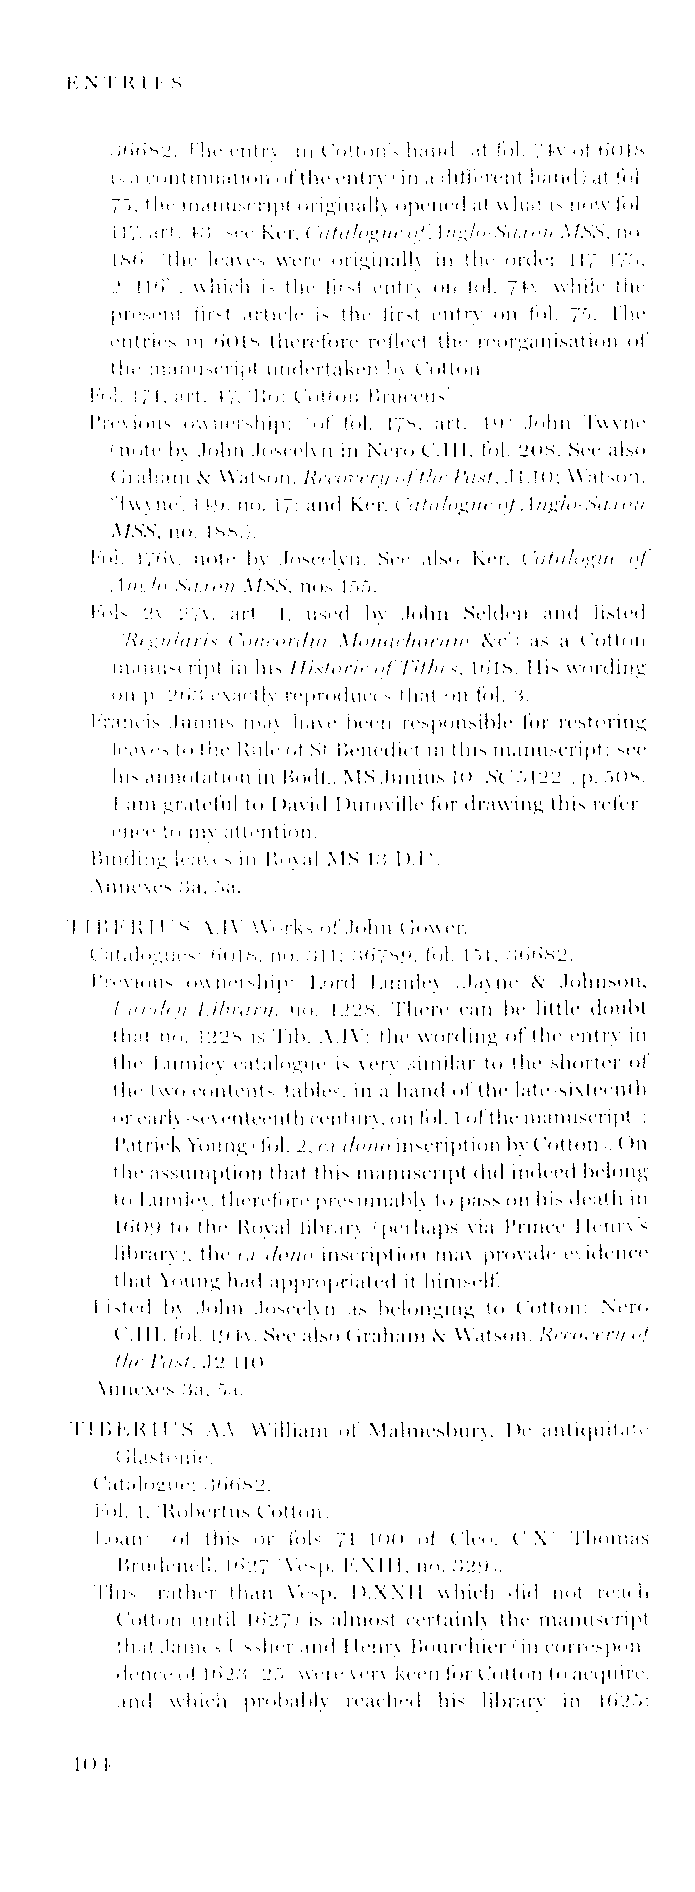 ENTRIES
36682. The entry (in Cotton's hand) at fol. 74v of 6018
is a continuation of the entry (in a different hand) at fol.
75, the manuscript originally opened at what is now fol.
117, art. 43 (see Ker, Catalogue of Anglo-Saxon MSS, no.
186 'the leaves were originally in the order 117–173,
2–116'), which is the first entry on fol. 74v, while the
present first article is the first entry on fol. 75. The
entries in 6018 therefore reflect the reorganisation of
the manuscript undertaken by Cotton.
Fol. 174, art. 47, 'Ro: Cotton Bruceus'
Previous ownership: (of fol. 178, art. 49) John Twyne
(note by John Joscelyn in Nero C.III, fol. 208. See also
Graham & Watson, Recovery of the Past, J1.10; Watson,
'Twyne', 149, no. 17; and Ker, Catalogue of Anglo-Saxon
MSS, no. 188.).
Fol. 176v, note by Joscelyn. See also Ker, Catalogue of
Anglo-Saxon MSS, nos 155.
Fols 2v–27v, art. 1, used by John Selden and listed
('Regularis Concordia Monachorum &c') as a Cotton
manuscript in his Historie of Tithes, 1618. His wording
on p. 263 exactly reproduces that on fol. 3.
Francis Junius may have been responsible for restoring
leaves to the Rule of St Benedict in this manuscript: see
his annotation in Bodl., MS Junius 10 (SC 5122), p. 508.
I am grateful to David Dumville for drawing this refer-
ence to my attention.
Binding leaves in Royal MS 13 D.I*.
Annexes 3a, 5a.
TIBERIUS A.IV Works of John Gower.
Catalogues: 6018, no. 311; 36789, fol. 151; 36682.
Previous ownership: Lord Lumley (Jayne & Johnson,
Lumley Library, no. 1228. There can be little doubt
that no. 1228 is Tib. A.IV: the wording of the entry in
the Lumley catalogue is very similar to the shorter of
the two contents-tables, in a hand of the late sixteenth
or early seventeenth century, on fol. 1 of the manuscript);
Patrick Young (fol. 2, ex dono inscription by Cotton). On
the assumption that this manuscript did indeed belong
to Lumley, therefore presumably to pass on his death in
1609 to the Royal library (perhaps via Prince Henry's
library), the ex dono inscription may provide evidence
that Young had appropriated it himself.
Listed by John Joscelyn as belonging to Cotton: Nero
C.III, fol. 194v. See also Graham & Watson, Recovery of
the Past, J2.110
Annexes 3a, 5a.
TIBERIUS A.V William of Malmesbury, De antiquitate
Glastonie.
Catalogue: 36682.
Fol. 1, 'Robertus Cotton'.
Loan: (of this or fols 71–100 of Cleo. C.X) Thomas
Brudenell, 1627 (Vesp. F.XIII, no. 329).
This (rather than Vesp. D.XXII which did not reach
Cotton until 1627) is almost certainly the manuscript
that James Ussher and Henry Bourchier (in correspon-
dence of 1623–25) were very keen for Cotton to acquire,
and which probably reached his library in 1625:
104